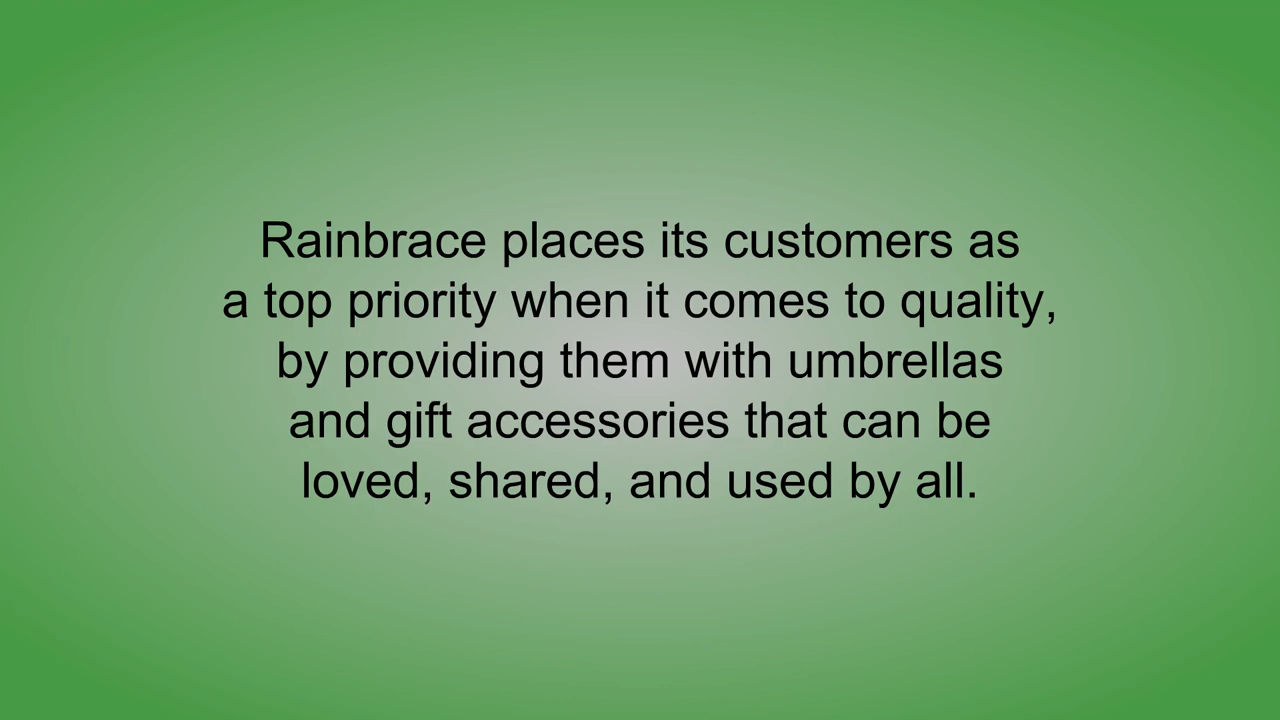 Rainbrace places its customers as
a top priority when it comes to quality,
by providing them with umbrellas
and gift accessories that can be
loved, shared, and used by all.